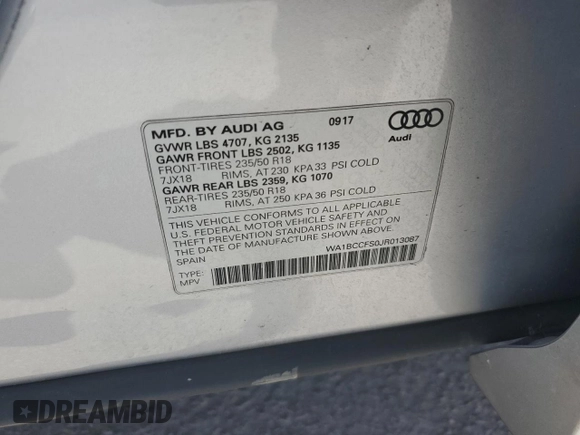 MFD. BY AUDI AG 09 17
GVWR LBS 4707, KG 2135
GAWR FRONT LBS 2502, KG 1135
FRONT-TIRES 235/50 R18
7JX18 RIMS, AT 230 KPA 33 PSI COLD
GAWR REAR LBS 2359, KG 1070
REAR-TIRES 235/50 R18
7JX18 RIMS, AT 250 KPA 36 PSI COLD
Audi
THIS VEHICLE CONFORMS TO ALL APPLICABLE
U.S. FEDERAL MOTOR VEHICLE SAFETY AND
THEFT PREVENTION STANDARDS IN EFFECT ON
THE DATE OF MANUFACTURE SHOWN ABOVE.
SPAIN
TYPE:
MPV
WA1BCCFS0JR013087
DREAMBID